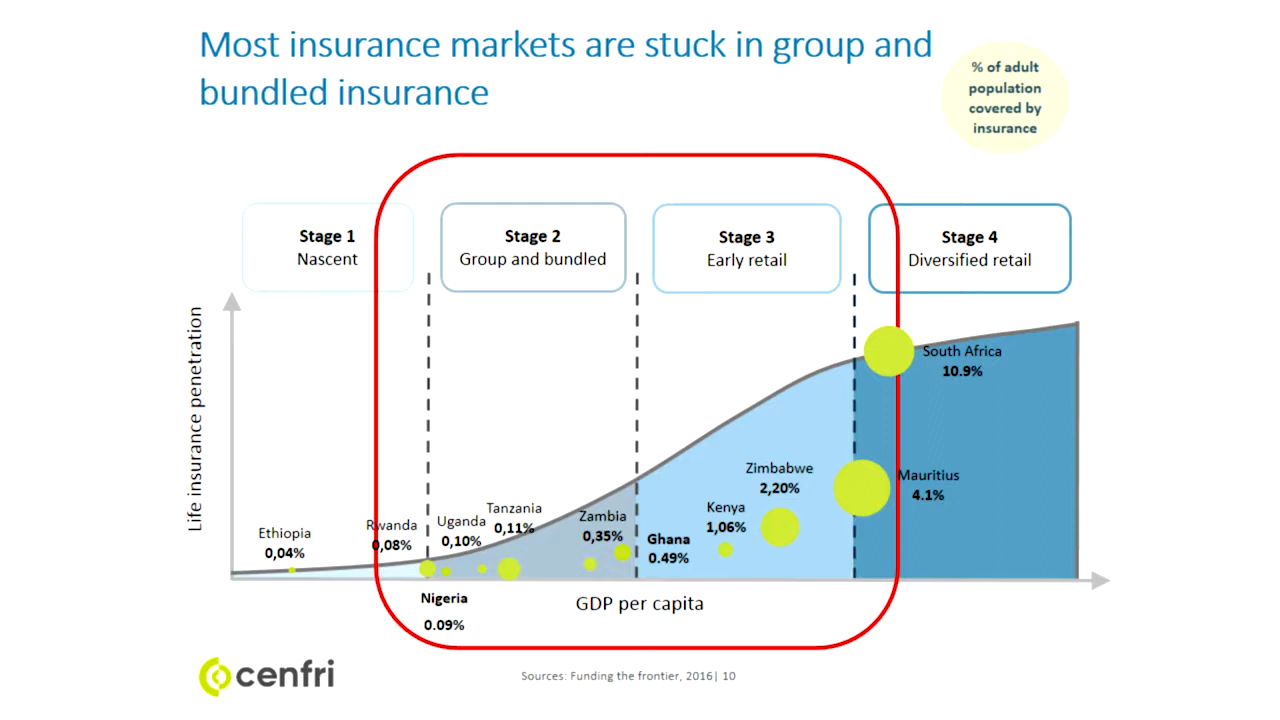 Most insurance markets are stuck in group and
bundled insurance
% of adult
population
covered by
insurance
Stage 1
Nascent
Stage 2
Group and bundled
Stage 3
Early retail
Stage 4
Diversified retail
Life insurance penetration
South Africa
10.9%
Zimbabwe
2,20%
Mauritius
4.1%
Kenya
1,06%
Tanzania
0,11%
Zambia
0,35%
Uganda
0,10%
Rwanda
0,08%
Ethiopia
0,04%
Ghana
0.49%
Nigeria
0.09%
GDP per capita
cenfri
Sources: Funding the frontier, 2016| 10